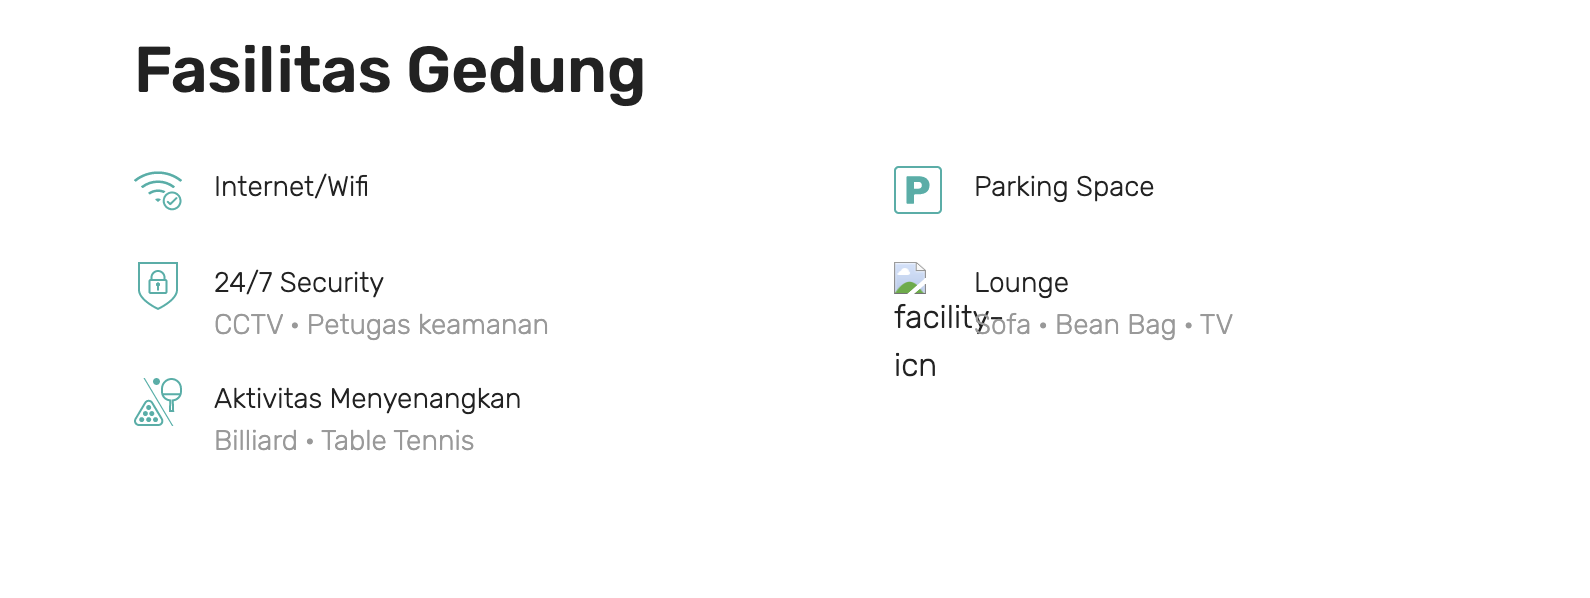 Fasilitas Gedung
Internet/Wifi
P
Parking Space
24/7 Security
CCTV • Petugas keamanan
Lounge
facility-
Sofa • Bean Bag • TV
icn
Aktivitas Menyenangkan
Billiard • Table Tennis